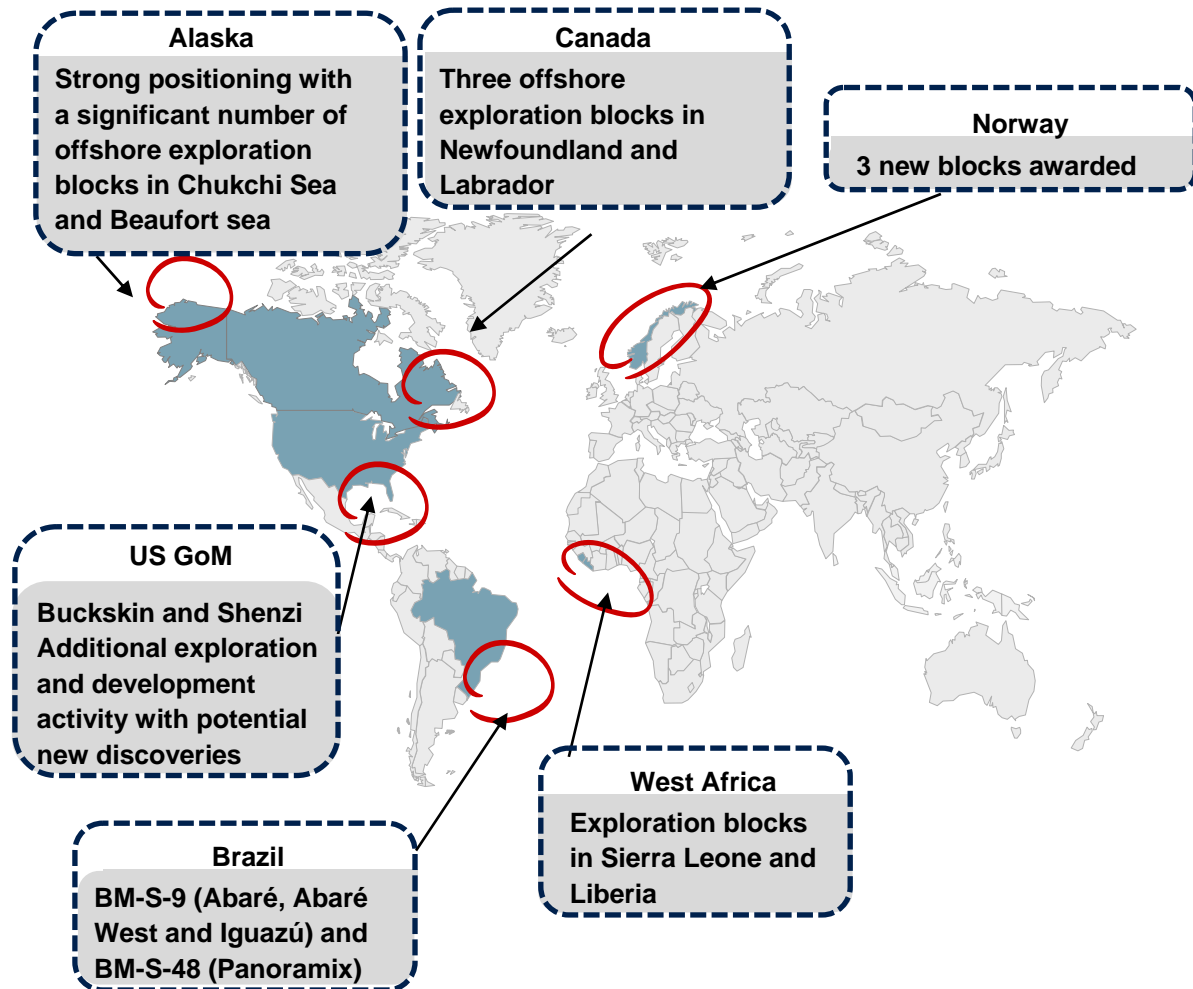 Alaska
Strong positioning with
a significant number of
offshore exploration
blocks in Chukchi Sea
and Beaufort sea
Canada
Three offshore
exploration blocks in
Newfoundland and
Labrador
Norway
3 new blocks awarded
US GoM
Buckskin and Shenzi
Additional exploration
and development
activity with potential
new discoveries
West Africa
Exploration blocks
in Sierra Leone and
Liberia
Brazil
BM-S-9 (Abaré, Abaré
West and Iguazú) and
BM-S-48 (Panoramix)